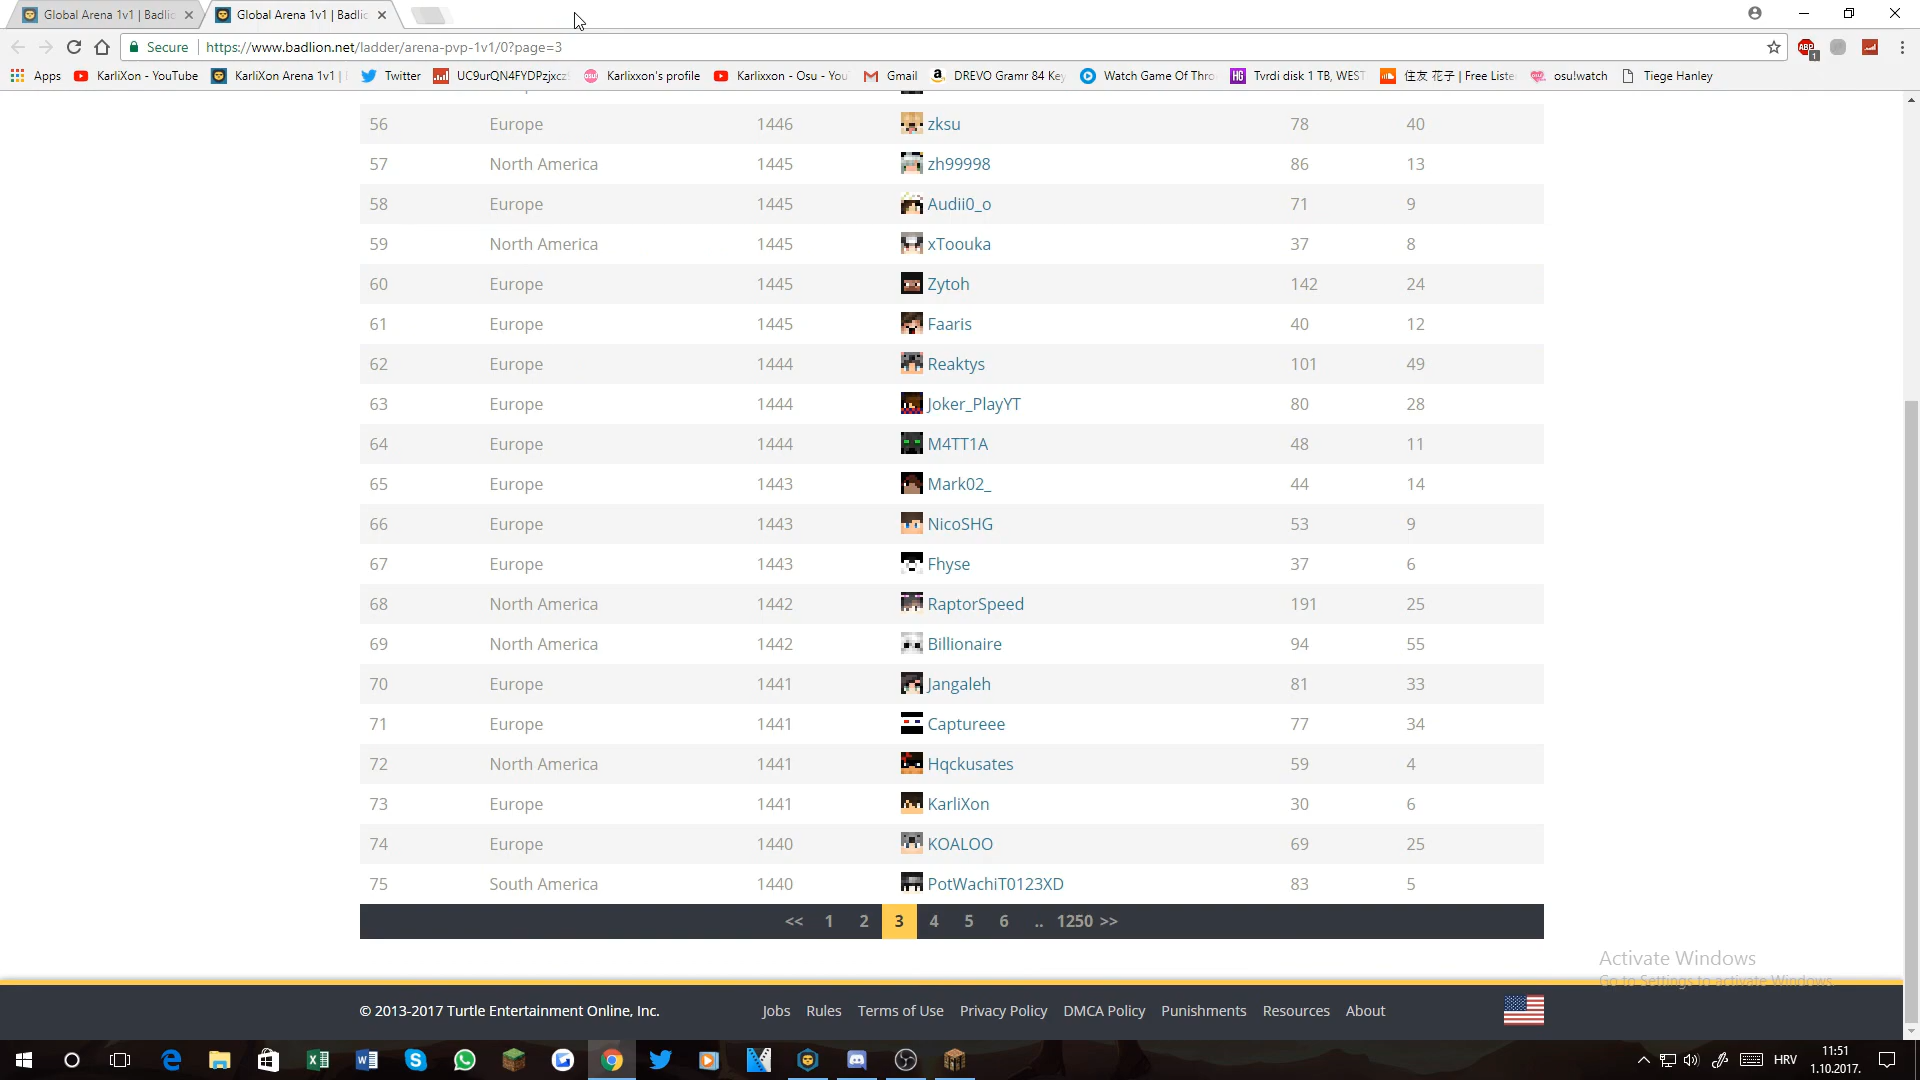 Global Arena 1v1 | Badlic
Global Arena 1v1 | Badlic
Secure https://www.badlion.net/ladder/arena-pvp-1v1/0?page=3
ABP 1
Apps KarliXon - YouTube KarliXon Arena 1v1 | Twitter UC9urQN4FYDPzjxcz Karlixxon's profile Karlixxon - Osu - You Gmail DREVO Gramr 84 Key Watch Game Of Thro HG Tvrdi disk 1 TB, WEST 住友 花子 | Free Liste osu!watch Tiege Hanley
56 Europe 1446 zksu 78 40
57 North America 1445 zh99998 86 13
58 Europe 1445 Audii0_o 71 9
59 North America 1445 xToouka 37 8
60 Europe 1445 Zytoh 142 24
61 Europe 1445 Faaris 40 12
62 Europe 1444 Reaktys 101 49
63 Europe 1444 Joker_PlayYT 80 28
64 Europe 1444 M4TT1A 48 11
65 Europe 1443 Mark02_ 44 14
66 Europe 1443 NicoSHG 53 9
67 Europe 1443 Fhyse 37 6
68 North America 1442 RaptorSpeed 191 25
69 North America 1442 Billionaire 94 55
70 Europe 1441 Jangaleh 81 33
71 Europe 1441 Captureee 77 34
72 North America 1441 Hqckusates 59 4
73 Europe 1441 KarliXon 30 6
74 Europe 1440 KOALOO 69 25
75 South America 1440 PotWachiT0123XD 83 5
<< 1 2 3 4 5 6 .. 1250 >>
Activate Windows
Go to Settings to activate Windows.
© 2013-2017 Turtle Entertainment Online, Inc. Jobs Rules Terms of Use Privacy Policy DMCA Policy Punishments Resources About
HRV
11:51
1.10.2017.